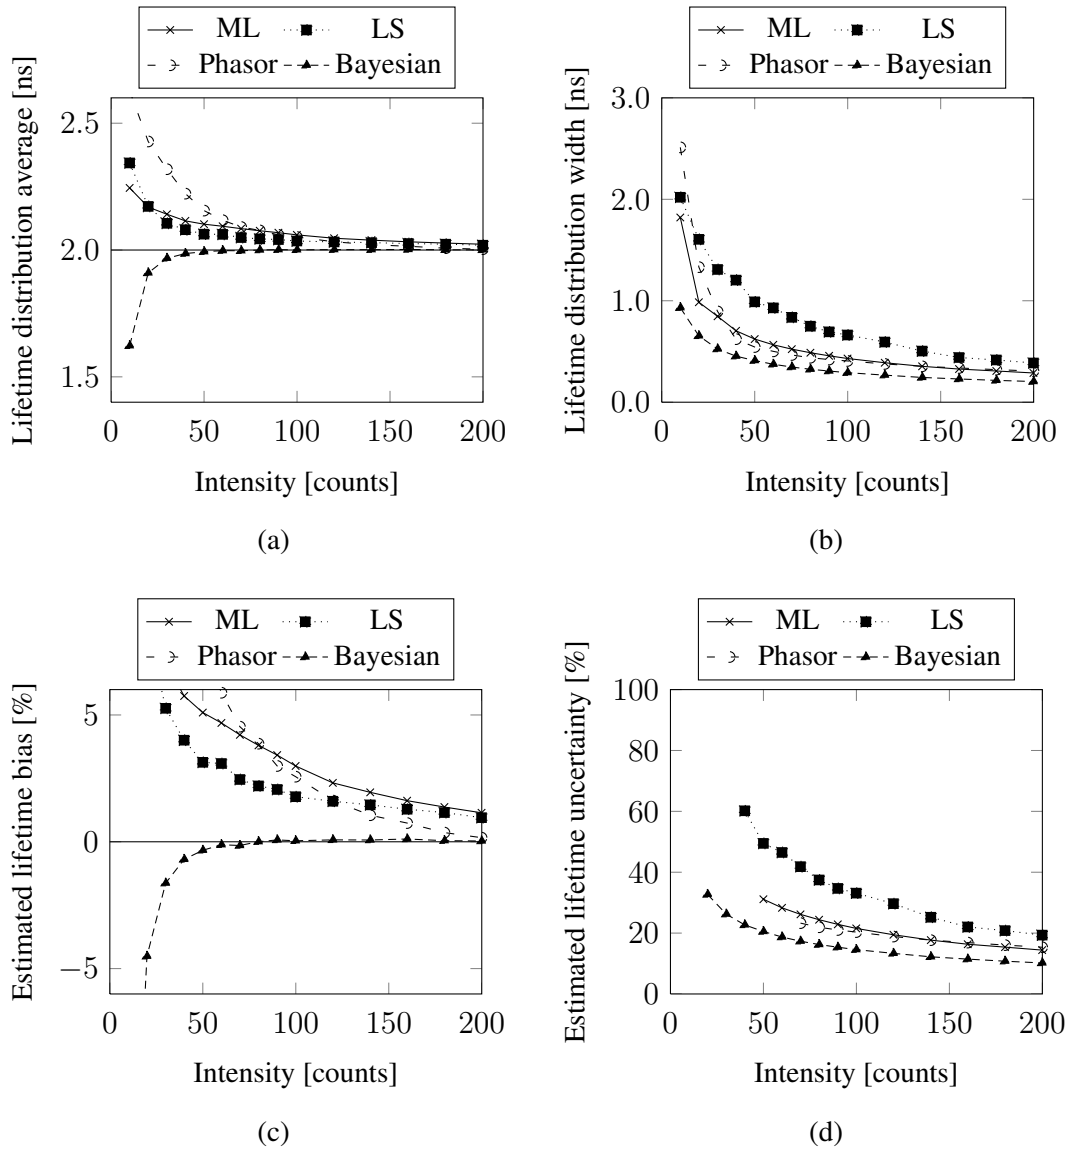 ML LS
Phasor Bayesian
Lifetime distribution average [ns]
2.5
2.0
1.5
0 50 100 150 200
Intensity [counts]
(a)
ML LS
Phasor Bayesian
Lifetime distribution width [ns]
3.0
2.0
1.0
0.0
0 50 100 150 200
Intensity [counts]
(b)
ML LS
Phasor Bayesian
Estimated lifetime bias [%]
5
0
−5
0 50 100 150 200
Intensity [counts]
(c)
ML LS
Phasor Bayesian
Estimated lifetime uncertainty [%]
100
80
60
40
20
0
0 50 100 150 200
Intensity [counts]
(d)